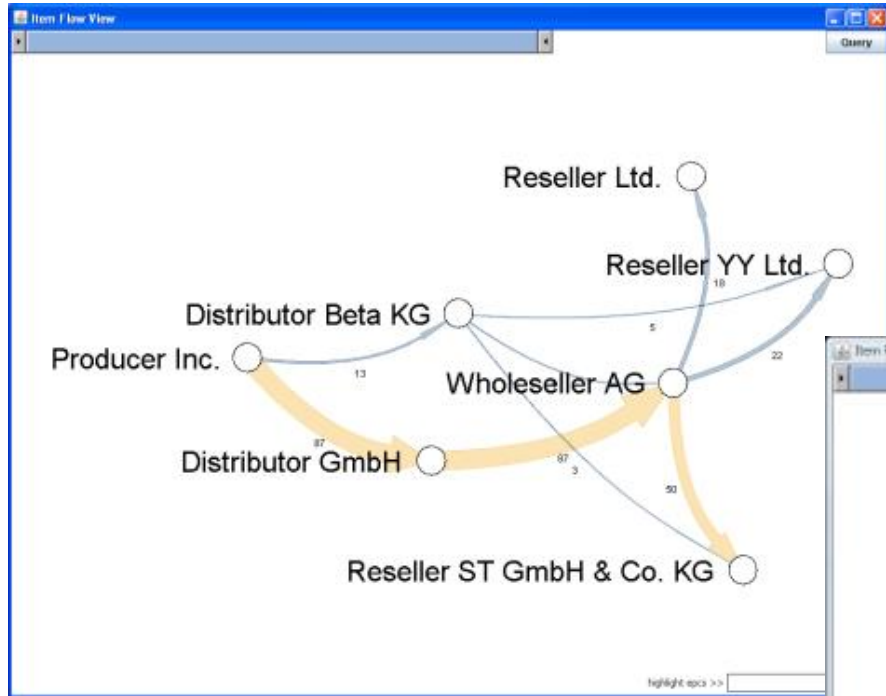 Item Flow View
Query
Reseller Ltd.
Reseller YY Ltd.
18
Distributor Beta KG
5
Producer Inc.
22
13
Wholeseller AG
87
Distributor GmbH
87
3
50
Reseller ST GmbH & Co. KG
highlight epcs >>
Item